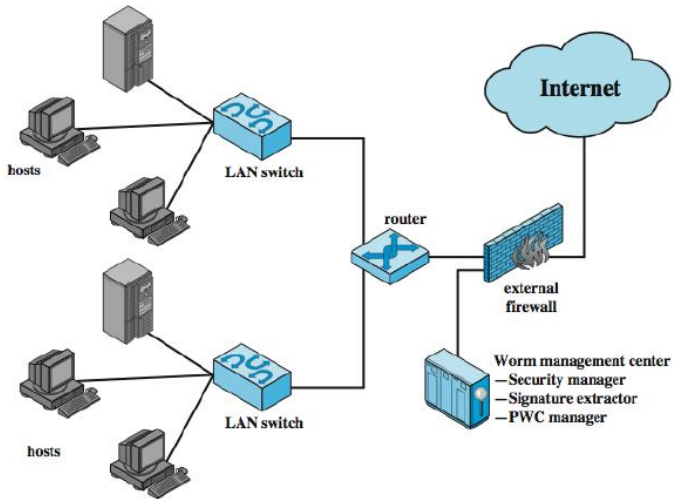 Internet
hosts
LAN switch
router
external
firewall
Worm management center
—Security manager
—Signature extractor
—PWC manager
LAN switch
hosts